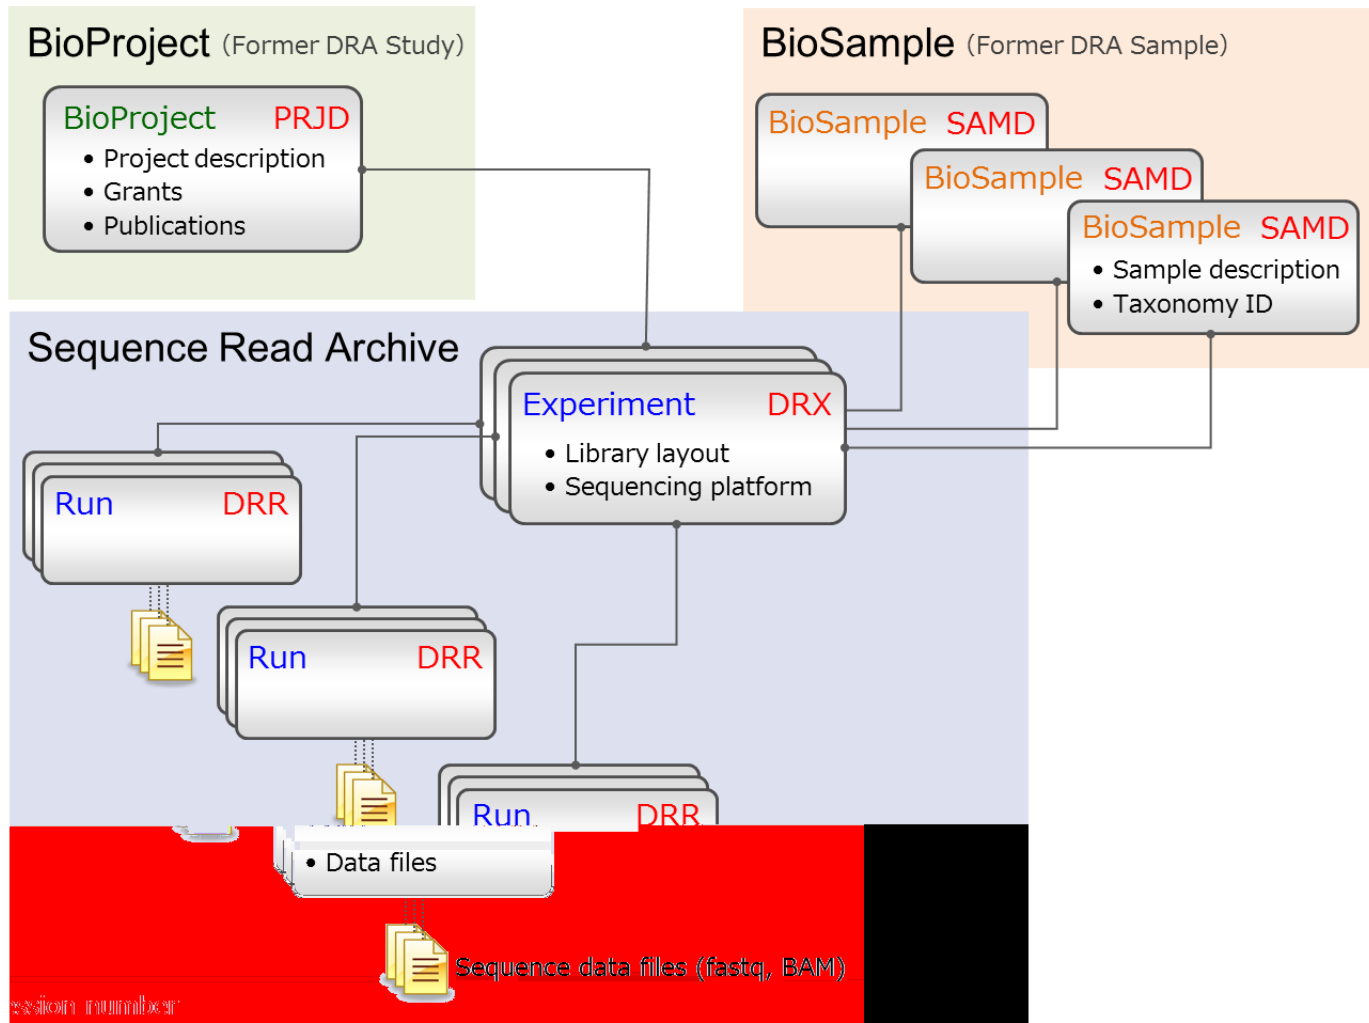 BioProject (Former DRA Study)
BioProject PRJD
• Project description
• Grants
• Publications
BioSample (Former DRA Sample)
BioSample SAMD
BioSample SAMD
BioSample SAMD
• Sample description
• Taxonomy ID
Sequence Read Archive
Experiment DRX
• Library layout
• Sequencing platform
Run DRR
Run DRR
Run DRR
• Data files
Sequence data files (fastq, BAM)
number